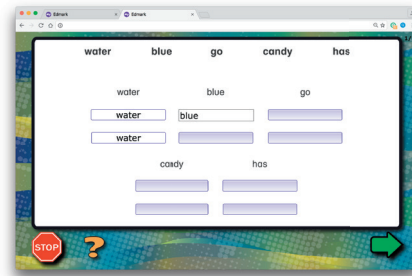 Edmark
Edmark
water blue go candy has
water blue go
water blue
water
candy has
STOP
?